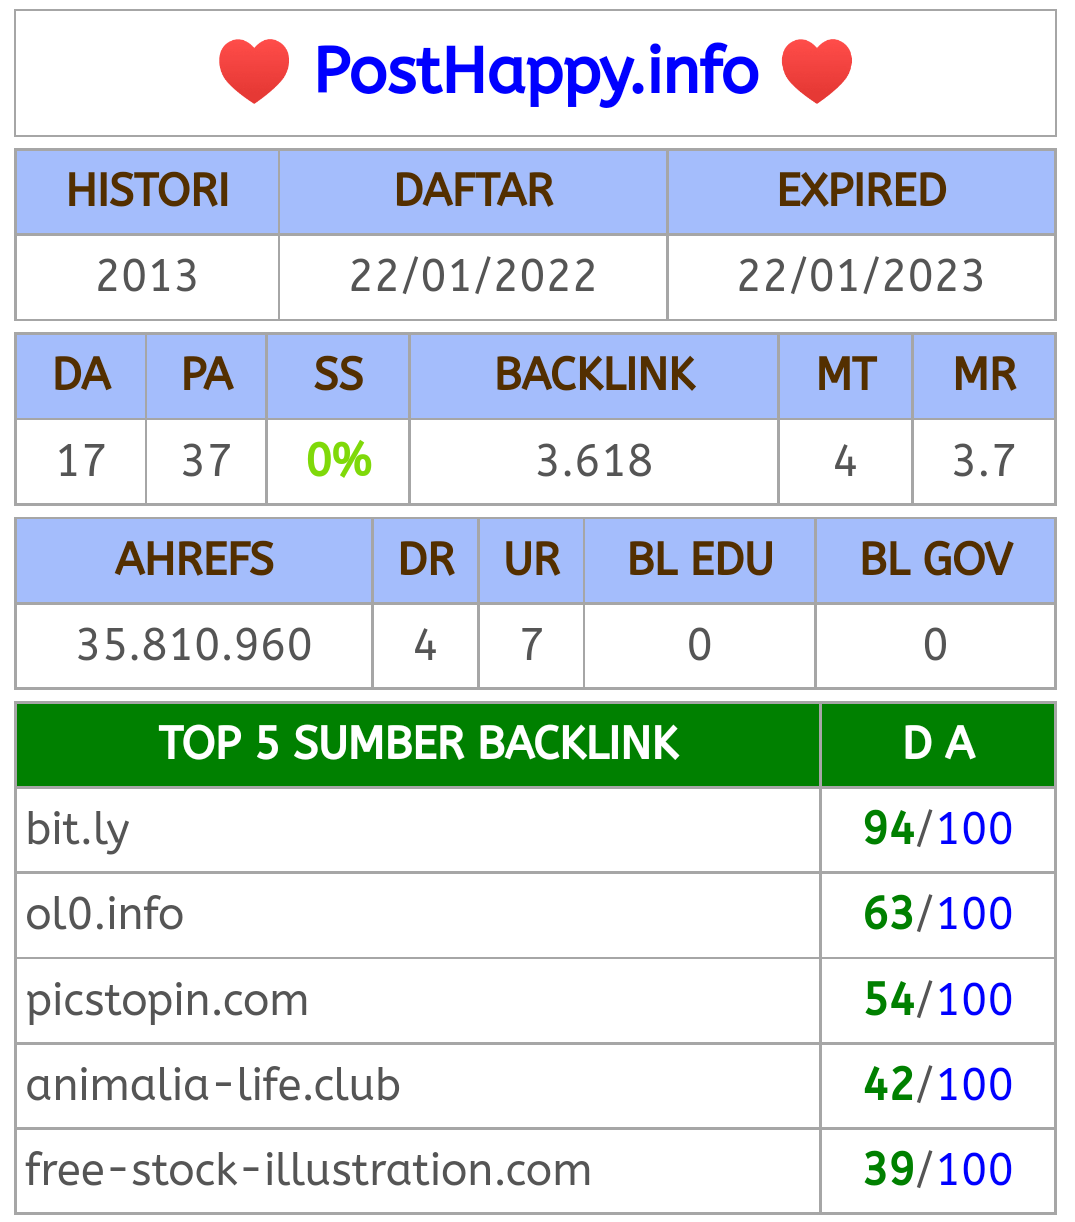 ❤️ PostHappy.info ❤️
HISTORI DAFTAR EXPIRED
2013 22/01/2022 22/01/2023
DA PA SS BACKLINK MT MR
17 37 0% 3.618 4 3.7
AHREFS DR UR BL EDU BL GOV
35.810.960 4 7 0 0
TOP 5 SUMBER BACKLINK D A
bit.ly 94/100
ol0.info 63/100
picstopin.com 54/100
animalia-life.club 42/100
free-stock-illustration.com 39/100